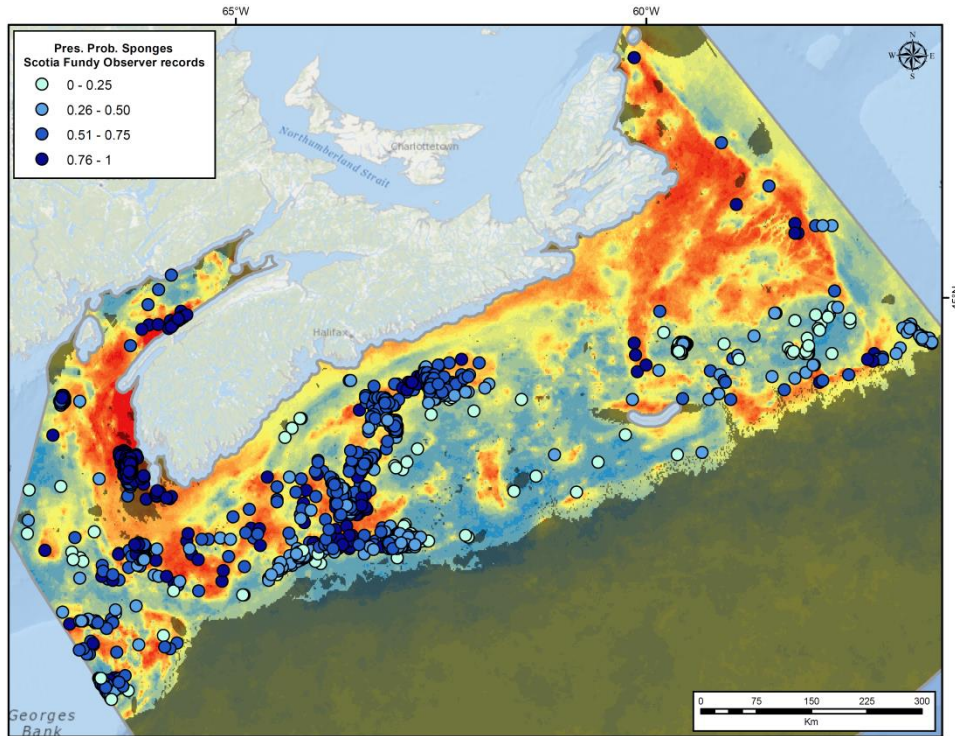 65°W
60°W
Pres. Prob. Sponges
Scotia Fundy Observer records
0 - 0.25
0.26 - 0.50
0.51 - 0.75
0.76 - 1
N
W E
S
Northumberland Strait
Charlottetown
45°N
Halifax
Georges
Bank
0 75 150 225 300
Km